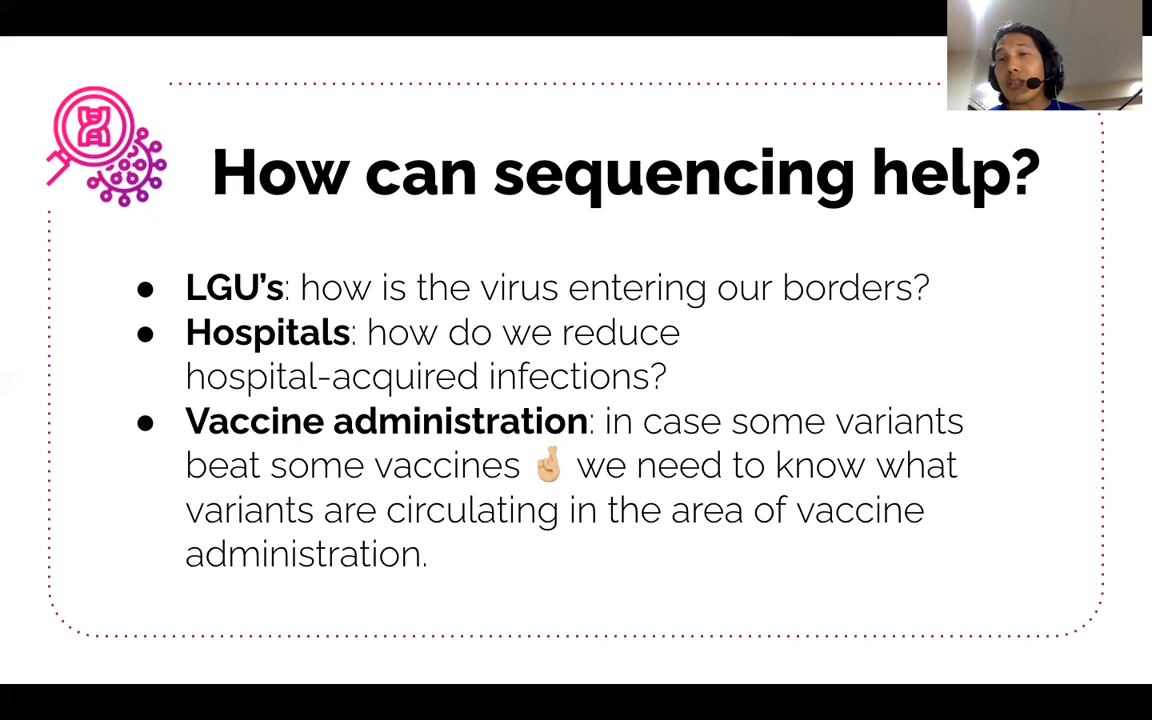 How can sequencing help?
● LGU’s: how is the virus entering our borders?
● Hospitals: how do we reduce
hospital-acquired infections?
● Vaccine administration: in case some variants
beat some vaccines 🤞🏼 we need to know what
variants are circulating in the area of vaccine
administration.